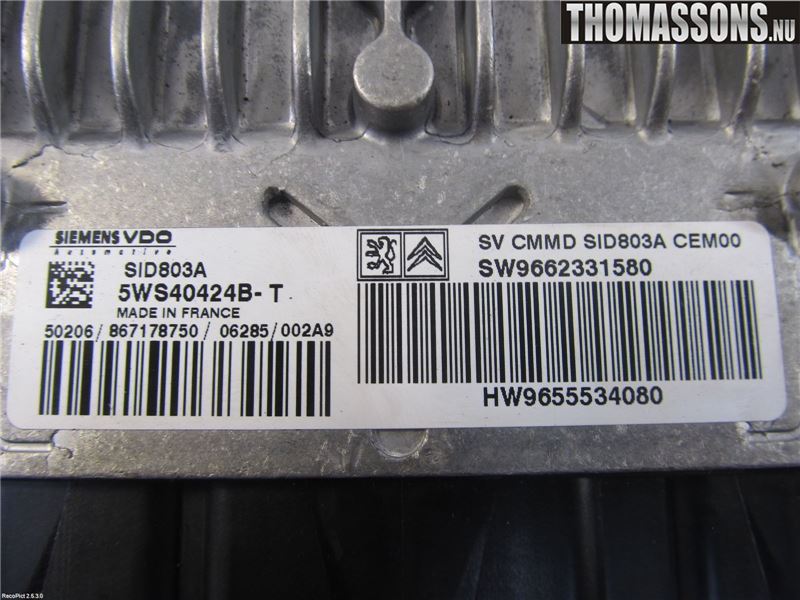 THOMASSONS.NU
SIEMENS VDO
Automotive
SID803A
5WS40424B-T
MADE IN FRANCE
50206/867178750/06285/002A9
SV CMMD SID803A CEM00
SW9662331580
HW9655534080
RecoPict 2.5.3.0